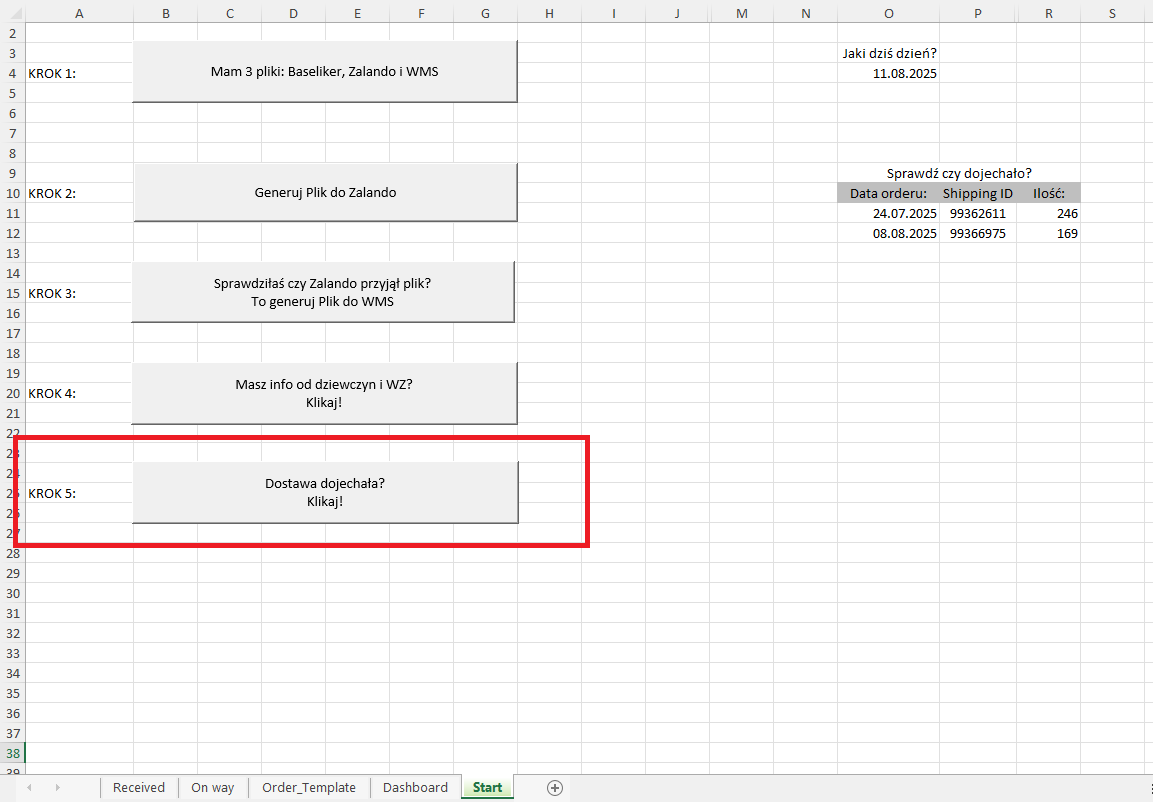 A B C D E F G H I J M N O P R S
2
3 Jaki dziś dzień?
4 KROK 1: Mam 3 pliki: Baseliker, Zalando i WMS 11.08.2025
5
6
7
8
9 Sprawdź czy dojechało?
10 KROK 2: Generuj Plik do Zalando Data orderu: Shipping ID Ilość:
11 24.07.2025 99362611 246
12 08.08.2025 99366975 169
13
14 Sprawdziłaś czy Zalando przyjął plik?
15 KROK 3:
16 To generuj Plik do WMS
17
18
19
20 KROK 4: Masz info od dziewczyn i WZ?
21 Klikaj!
22
23
24 Dostawa dojechała?
25 KROK 5:
26 Klikaj!
27
28
29
30
31
32
33
34
35
36
37
38
39
Received On way Order_Template Dashboard Start